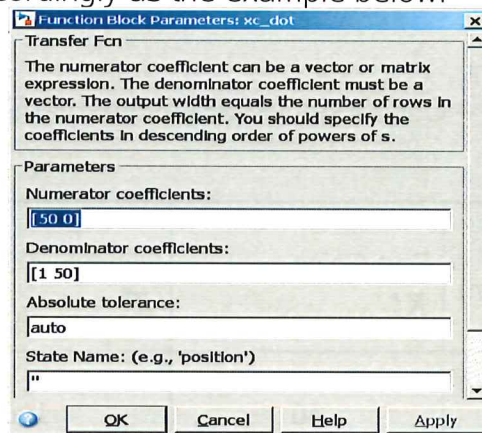 as the example below.
Function Block Parameters: xc_dot
Transfer Fcn
The numerator coefficient can be a vector or matrix
expression. The denominator coefficient must be a
vector. The output width equals the number of rows in
the numerator coefficient. You should specify the
coefficients in descending order of powers of s.
Parameters
Numerator coefficients:
[50 0]
Denominator coefficients:
[1 50]
Absolute tolerance:
auto
State Name: (e.g., 'position')
''
OK Cancel Help Apply